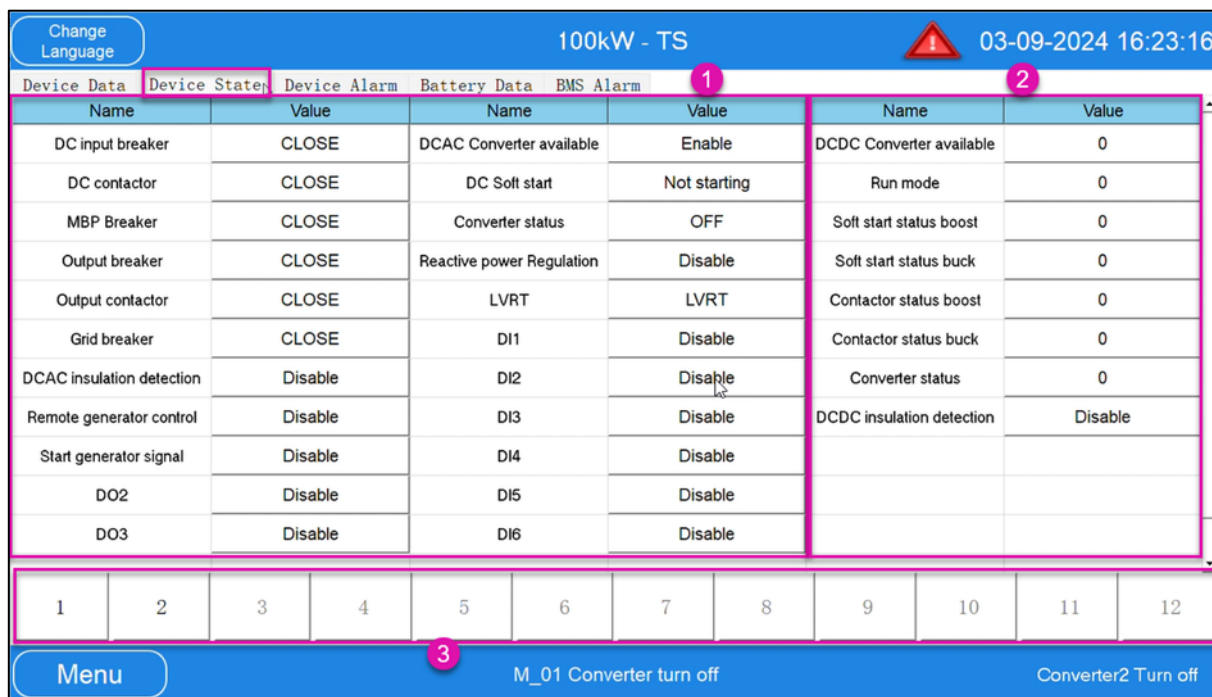 Change
Language
100kW - TS
03-09-2024 16:23:16
Device Data Device State Device Alarm Battery Data BMS Alarm
1
2
Name Value Name Value Name Value
DC input breaker CLOSE DCAC Converter available Enable DCDC Converter available 0
DC contactor CLOSE DC Soft start Not starting Run mode 0
MBP Breaker CLOSE Converter status OFF Soft start status boost 0
Output breaker CLOSE Reactive power Regulation Disable Soft start status buck 0
Output contactor CLOSE LVRT LVRT Contactor status boost 0
Grid breaker CLOSE DI1 Disable Contactor status buck 0
DCAC insulation detection Disable DI2 Disable Converter status 0
Remote generator control Disable DI3 Disable DCDC insulation detection Disable
Start generator signal Disable DI4 Disable
DO2 Disable DI5 Disable
DO3 Disable DI6 Disable
1 2 3 4 5 6 7 8 9 10 11 12
3
Menu M_01 Converter turn off Converter2 Turn off